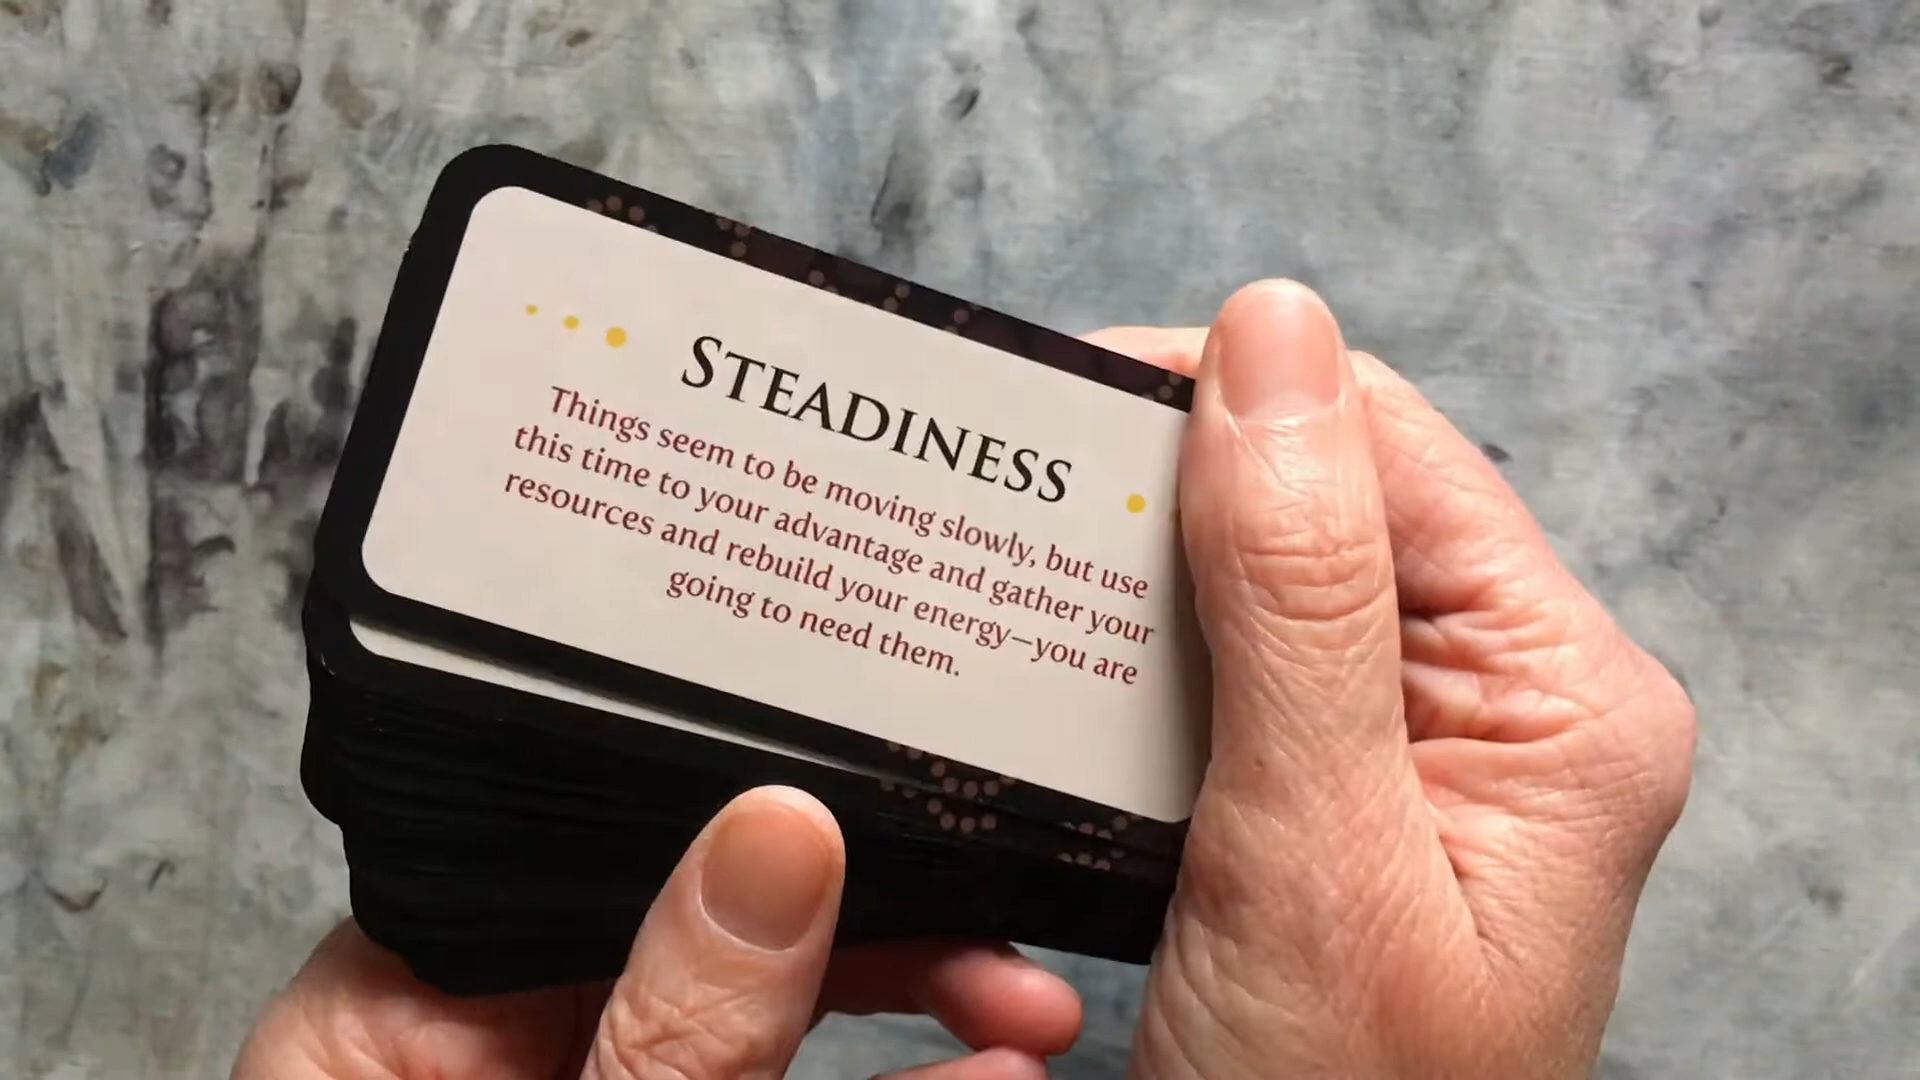 STEADINESS
Things seem to be moving slowly, but use
this time to your advantage and gather your
resources and rebuild your energy—you are
going to need them.